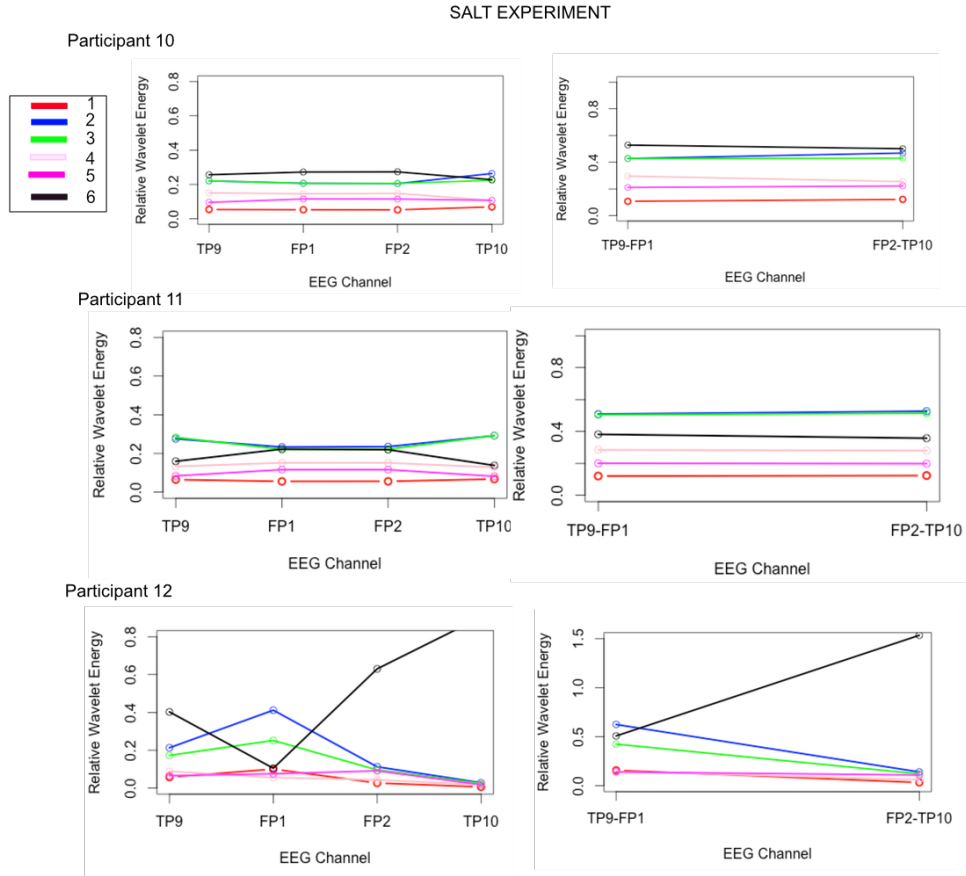 SALT EXPERIMENT
Participant 10
1
2
3
4
5
6
Relative Wavelet Energy
0.0 0.2 0.4 0.6 0.8
TP9 FP1 FP2 TP10
EEG Channel
Relative Wavelet Energy
0.0 0.4 0.8
TP9-FP1 FP2-TP10
EEG Channel
Participant 11
Relative Wavelet Energy
0.0 0.2 0.4 0.6 0.8
TP9 FP1 FP2 TP10
EEG Channel
Relative Wavelet Energy
0.0 0.4 0.8
TP9-FP1 FP2-TP10
EEG Channel
Participant 12
Relative Wavelet Energy
0.0 0.2 0.4 0.6 0.8
TP9 FP1 FP2 TP10
EEG Channel
Relative Wavelet Energy
0.0 0.5 1.0 1.5
TP9-FP1 FP2-TP10
EEG Channel